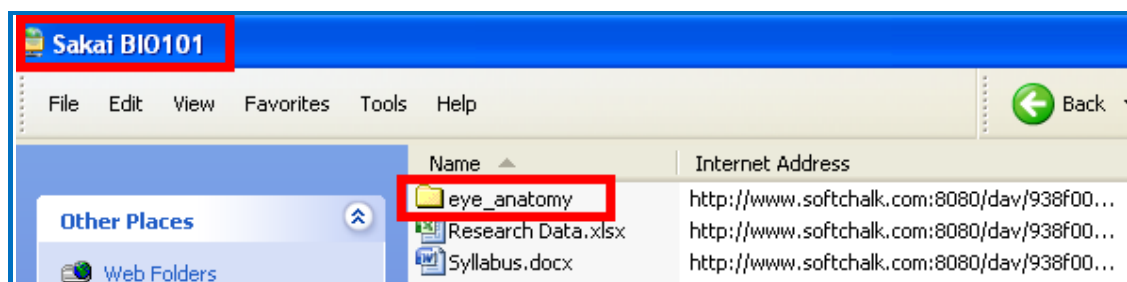 Sakai BIO101
File Edit View Favorites Tools Help Back
Name Internet Address
eye_anatomy http://www.softchalk.com:8080/dav/938f00...
Other Places
Research Data.xlsx http://www.softchalk.com:8080/dav/938f00...
Syllabus.docx http://www.softchalk.com:8080/dav/938f00...
Web Folders